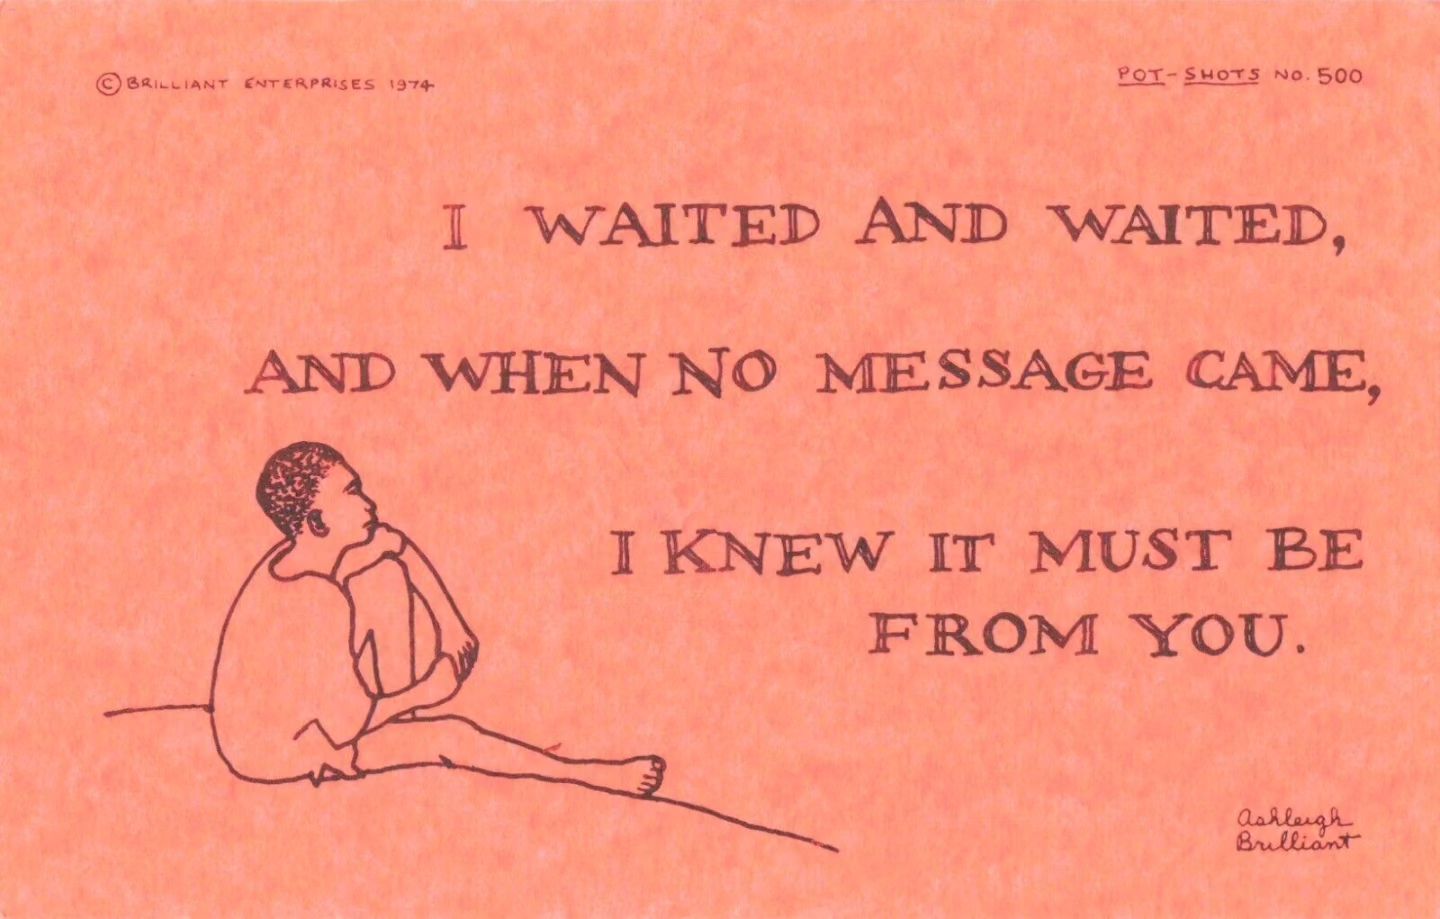 © BRILLIANT ENTERPRISES 1974
POT-SHOTS NO. 500
I WAITED AND WAITED,
AND WHEN NO MESSAGE CAME,
I KNEW IT MUST BE
FROM YOU.
Ashleigh
Brilliant